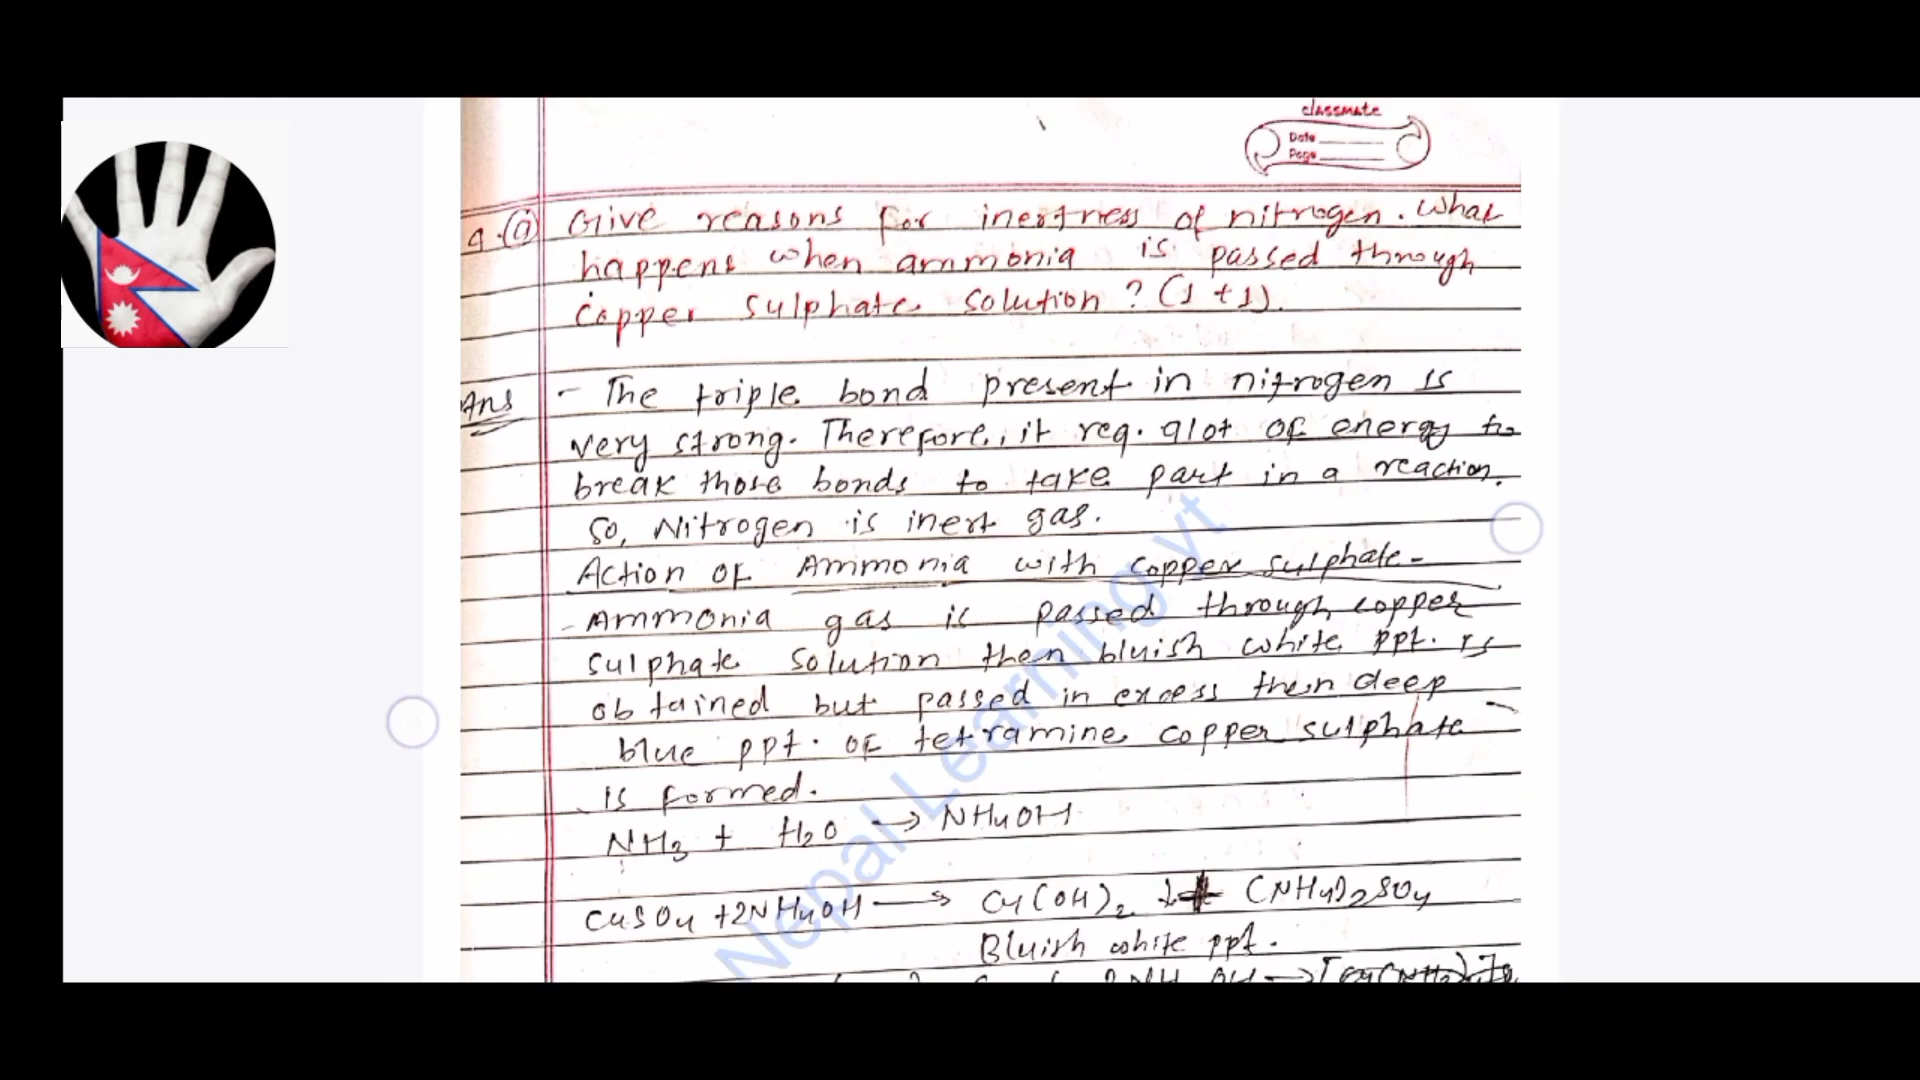 classmate
Date
Page
9.(i) Give reasons for inertness of nitrogen. What
happens when ammonia is passed through
copper sulphate solution? (1+1).
Ans - The triple bond present in nitrogen is
very strong. Therefore, it req. alot of energy to
break those bonds to take part in a reaction.
So, Nitrogen is inert gas.
Action of Ammonia with copper sulphate-
- Ammonia gas is passed through copper
sulphate solution then bluish white ppt. is
obtained but passed in excess then deep
blue ppt. of tetramine copper sulphate
is formed.
NH3 + H2O → NH4OH
CuSO4 + 2NH4OH → Cu(OH)2 ↓ + (NH4)2SO4
Bluish white ppt.
Nepal Learning vt